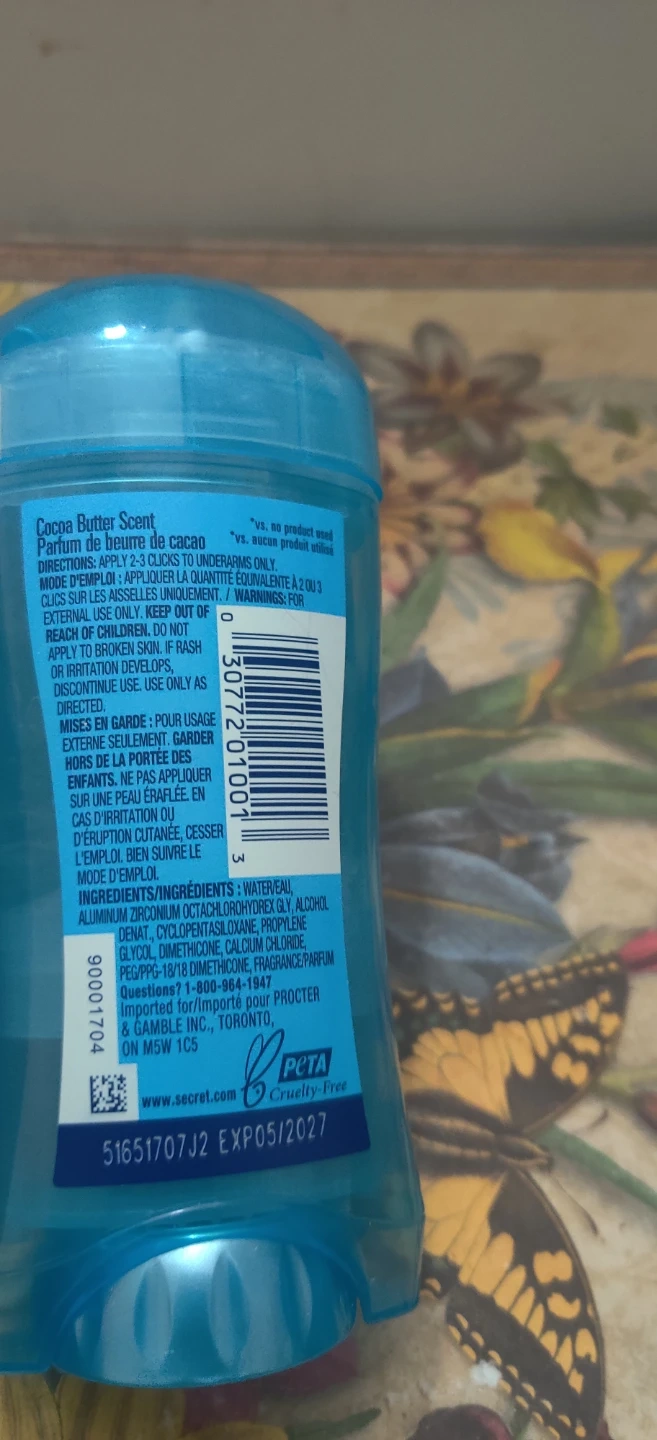 Cocoa Butter Scent
Parfum de beurre de cacao
*vs. no product used
*vs. aucun produit utilisé
DIRECTIONS: APPLY 2-3 CLICKS TO UNDERARMS ONLY.
MODE D'EMPLOI : APPLIQUER LA QUANTITÉ ÉQUIVALENTE À 2 OU 3
CLICS SUR LES AISSELLES UNIQUEMENT. / WARNINGS: FOR
EXTERNAL USE ONLY. KEEP OUT OF
REACH OF CHILDREN. DO NOT
APPLY TO BROKEN SKIN. IF RASH
OR IRRITATION DEVELOPS,
DISCONTINUE USE. USE ONLY AS
DIRECTED.
MISES EN GARDE : POUR USAGE
EXTERNE SEULEMENT. GARDER
HORS DE LA PORTÉE DES
ENFANTS. NE PAS APPLIQUER
SUR UNE PEAU ÉRAFLÉE. EN
CAS D'IRRITATION OU
D'ÉRUPTION CUTANÉE, CESSER
L'EMPLOI. BIEN SUIVRE LE
MODE D'EMPLOI.
0 30772 01001 3
INGREDIENTS/INGRÉDIENTS : WATER/EAU,
ALUMINUM ZIRCONIUM OCTACHLOROHYDREX GLY, ALCOHOL
DENAT., CYCLOPENTASILOXANE, PROPYLENE
GLYCOL, DIMETHICONE, CALCIUM CHLORIDE,
PEG/PPG-18/18 DIMETHICONE, FRAGRANCE/PARFUM
Questions? 1-800-964-1947
Imported for/Importé pour PROCTER
& GAMBLE INC., TORONTO,
ON M5W 1C5
90001704
www.secret.com
PETA
Cruelty-Free
51651707J2 EXP05/2027